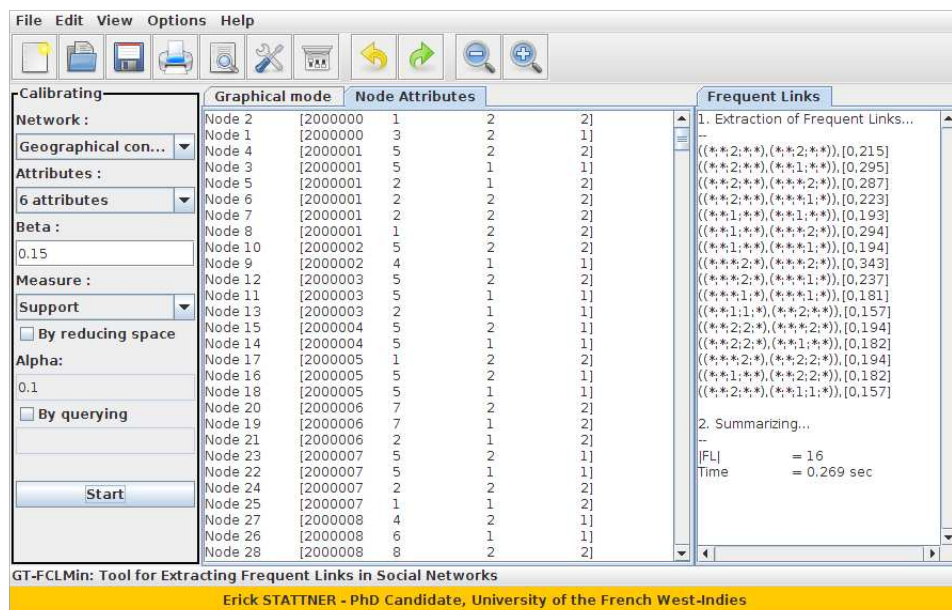 File Edit View Options Help
Calibrating
Network :
Geographical con...
Attributes :
6 attributes
Beta :
0.15
Measure :
Support
By reducing space
Alpha:
0.1
By querying
Start
Graphical mode Node Attributes
Node 2 [2000000 1 2 2]
Node 1 [2000000 3 2 1]
Node 4 [2000001 5 2 2]
Node 3 [2000001 5 1 1]
Node 5 [2000001 2 1 2]
Node 6 [2000001 2 2 2]
Node 7 [2000001 2 2 2]
Node 8 [2000001 1 2 2]
Node 10 [2000002 5 2 2]
Node 9 [2000002 4 1 1]
Node 12 [2000003 5 2 2]
Node 11 [2000003 5 1 1]
Node 13 [2000003 2 1 1]
Node 15 [2000004 5 2 1]
Node 14 [2000004 5 1 1]
Node 17 [2000005 1 2 2]
Node 16 [2000005 5 2 1]
Node 18 [2000005 5 1 1]
Node 20 [2000006 7 2 2]
Node 19 [2000006 7 1 2]
Node 21 [2000006 2 1 2]
Node 23 [2000007 5 2 1]
Node 22 [2000007 5 1 1]
Node 24 [2000007 2 2 2]
Node 25 [2000007 1 1 2]
Node 27 [2000008 4 2 1]
Node 26 [2000008 6 1 1]
Node 28 [2000008 8 2 2]
Frequent Links
1. Extraction of Frequent Links...
--
((*;*;2;*;*),(*;*;2;*;*)),[0,215]
((*;*;2;*;*),(*;*;1;*;*)),[0,295]
((*;*;2;*;*),(*;*;*;2;*)),[0,287]
((*;*;2;*;*),(*;*;*;1;*)),[0,223]
((*;*;1;*;*),(*;*;1;*;*)),[0,193]
((*;*;1;*;*),(*;*;*;2;*)),[0,294]
((*;*;1;*;*),(*;*;*;1;*)),[0,194]
((*;*;*;2;*),(*;*;*;2;*)),[0,343]
((*;*;*;2;*),(*;*;*;1;*)),[0,237]
((*;*;*;1;*),(*;*;*;1;*)),[0,181]
((*;*;1;1;*),(*;*;2;*;*)),[0,157]
((*;*;2;2;*),(*;*;*;2;*)),[0,194]
((*;*;2;2;*),(*;*;1;*;*)),[0,182]
((*;*;*;2;*),(*;*;2;2;*)),[0,194]
((*;*;1;*;*),(*;*;2;2;*)),[0,182]
((*;*;2;*;*),(*;*;1;1;*)),[0,157]
2. Summarizing...
--
|FL| = 16
Time = 0.269 sec
GT-FCLMin: Tool for Extracting Frequent Links in Social Networks
Erick STATTNER - PhD Candidate, University of the French West-Indies